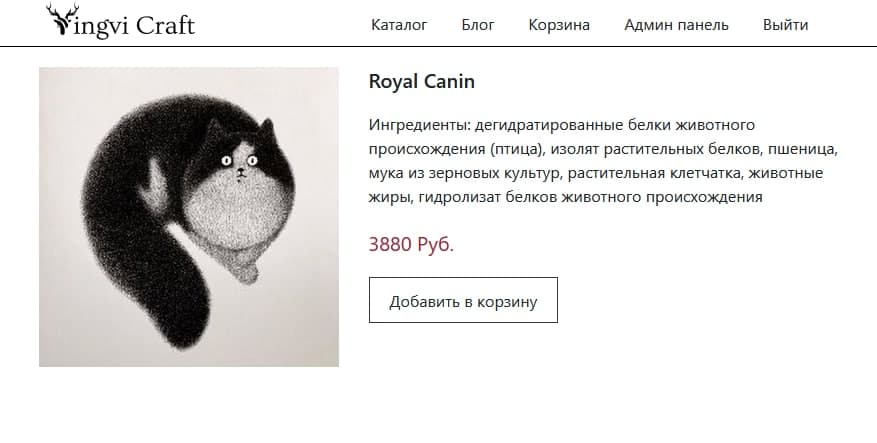 Yingvi Craft
Каталог Блог Корзина Админ панель Выйти
Royal Canin
Ингредиенты: дегидратированные белки животного
происхождения (птица), изолят растительных белков, пшеница,
мука из зерновых культур, растительная клетчатка, животные
жиры, гидролизат белков животного происхождения
3880 Руб.
Добавить в корзину